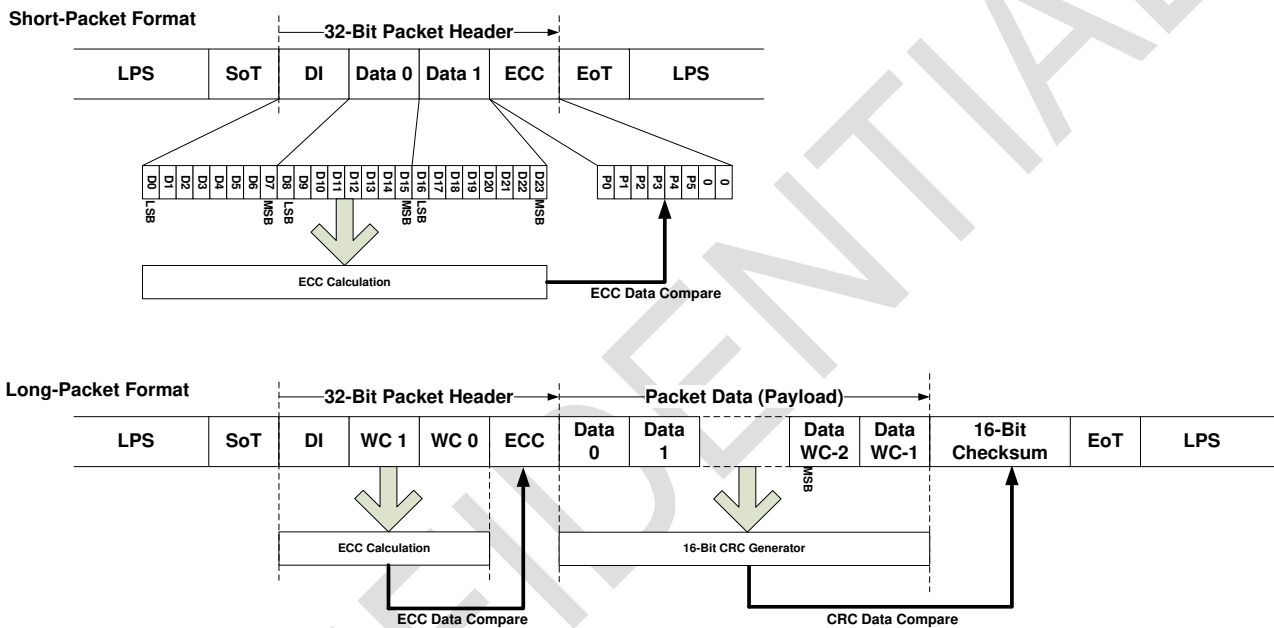 Short-Packet Format
32-Bit Packet Header
LPS SoT DI Data 0 Data 1 ECC EoT LPS
D0 D1 D2 D3 D4 D5 D6 D7 D8 D9 D10 D11 D12 D13 D14 D15 D16 D17 D18 D19 D20 D21 D22 D23 P0 P1 P2 P3 P4 P5 0 0
LSB MSB LSB MSB LSB MSB
ECC Calculation
ECC Data Compare
Long-Packet Format
32-Bit Packet Header Packet Data (Payload)
LPS SoT DI WC 1 WC 0 ECC Data 0 Data 1 Data WC-2 Data WC-1 16-Bit Checksum EoT LPS
MSB
ECC Calculation 16-Bit CRC Generator
ECC Data Compare CRC Data Compare
FIDENTIAL